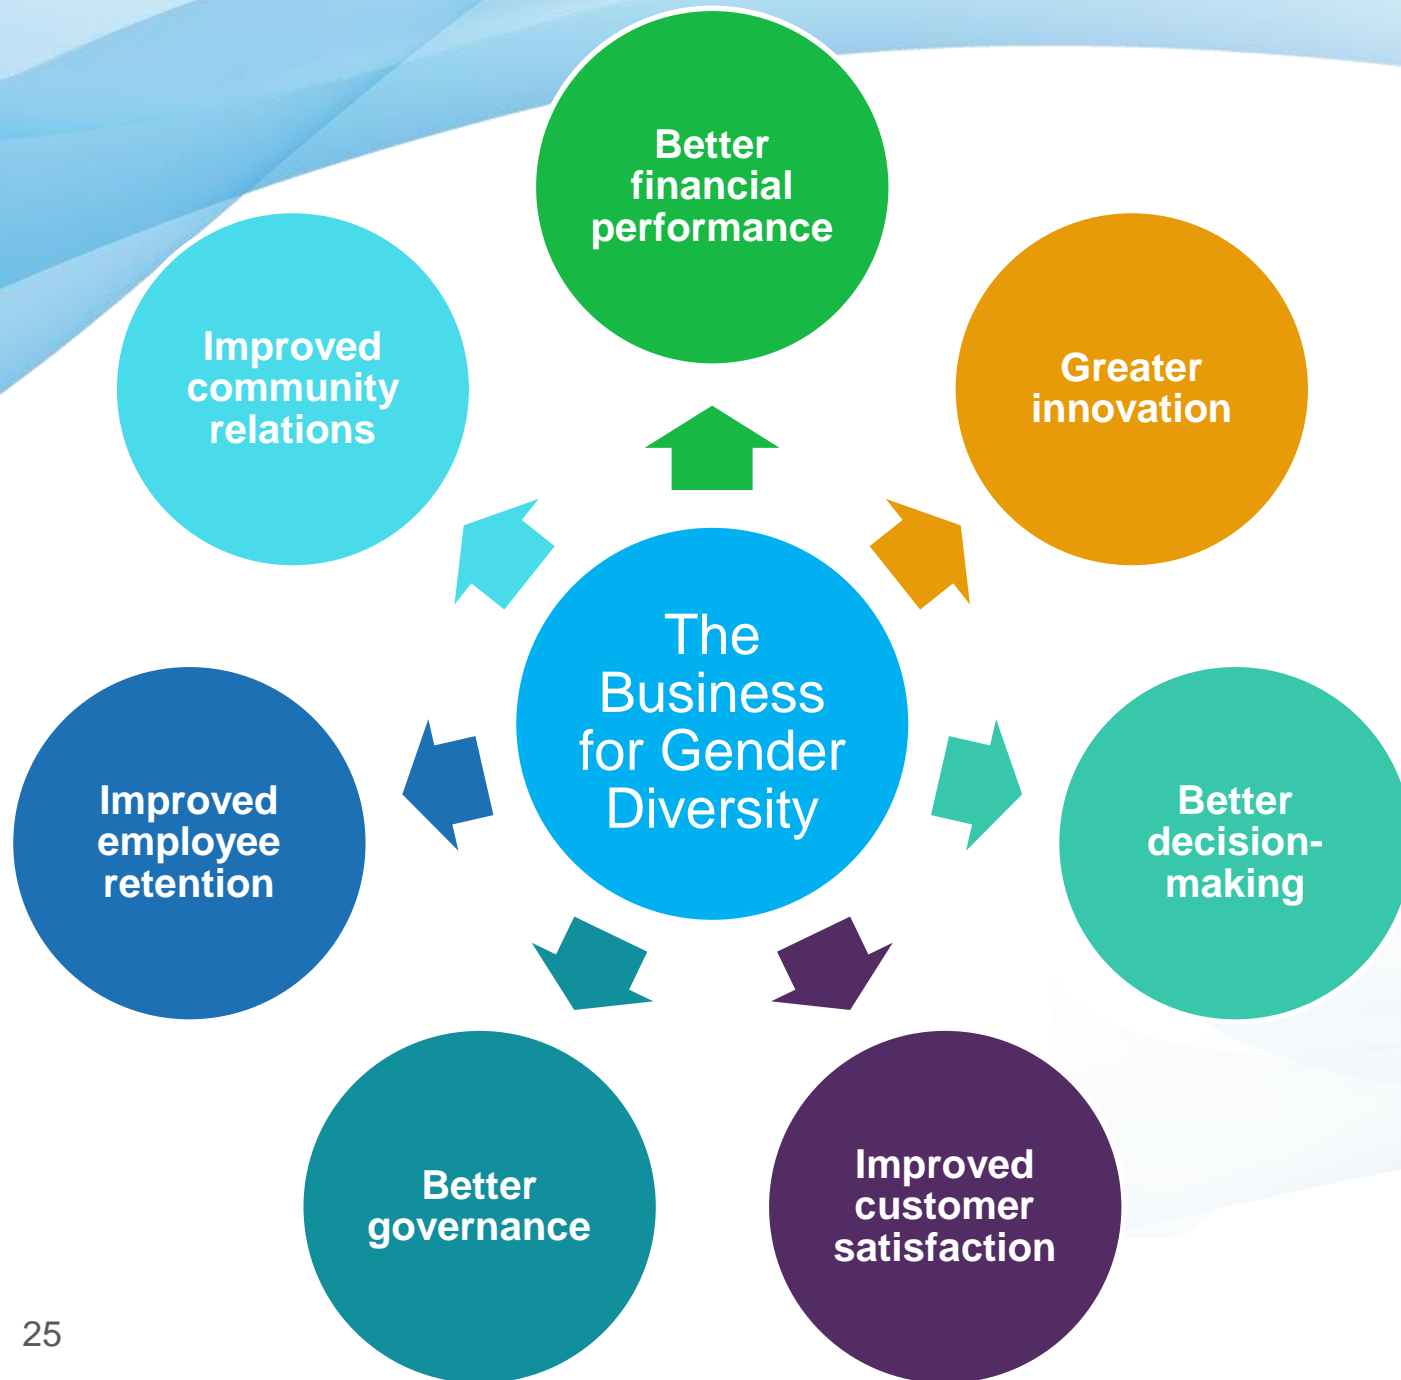 Better
financial
performance
Greater
innovation
Better
decision-
making
Improved
customer
satisfaction
Better
governance
Improved
employee
retention
Improved
community
relations
The
Business
for Gender
Diversity
25